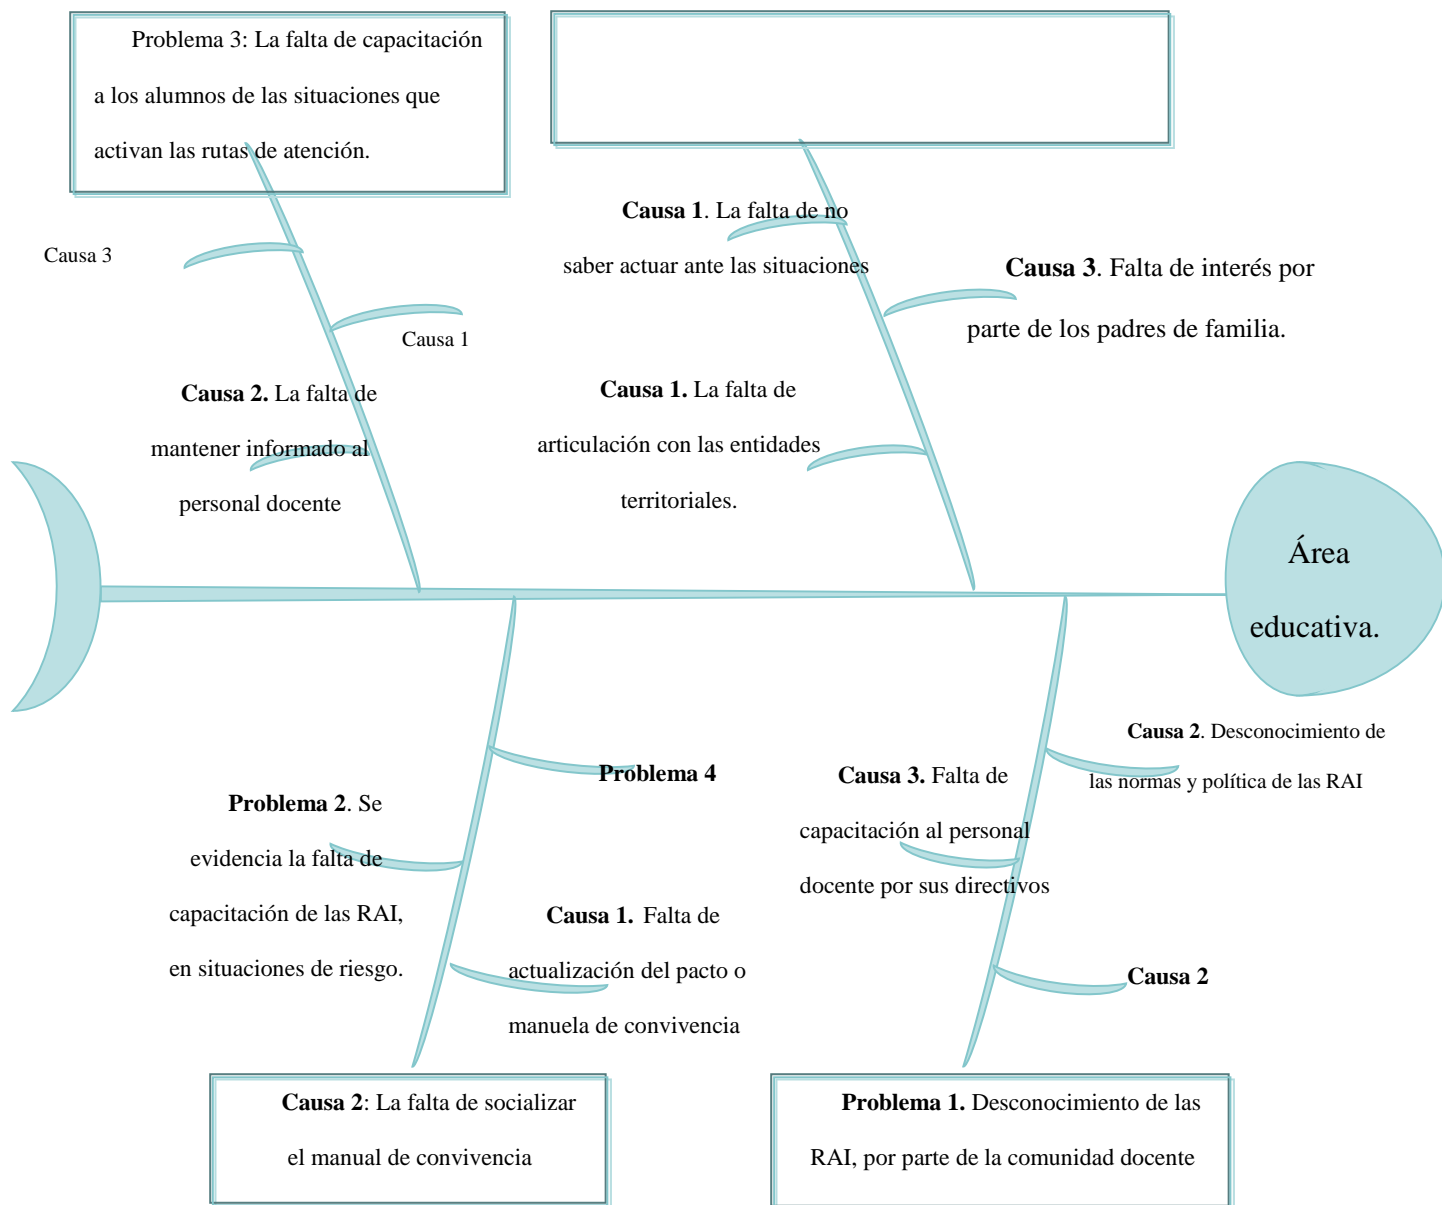 Problema 3: La falta de capacitación
a los alumnos de las situaciones que
activan las rutas de atención.
Causa 3
Causa 1
Causa 2. La falta de
mantener informado al
personal docente
Causa 1. La falta de no
saber actuar ante las situaciones
Causa 3. Falta de interés por
parte de los padres de familia.
Causa 1. La falta de
articulación con las entidades
territoriales.
Área
educativa.
Problema 4
Problema 2. Se
evidencia la falta de
capacitación de las RAI,
en situaciones de riesgo.
Causa 1. Falta de
actualización del pacto o
manuela de convivencia
Causa 2: La falta de socializar
el manual de convivencia
Causa 2. Desconocimiento de
las normas y política de las RAI
Causa 3. Falta de
capacitación al personal
docente por sus directivos
Causa 2
Problema 1. Desconocimiento de las
RAI, por parte de la comunidad docente